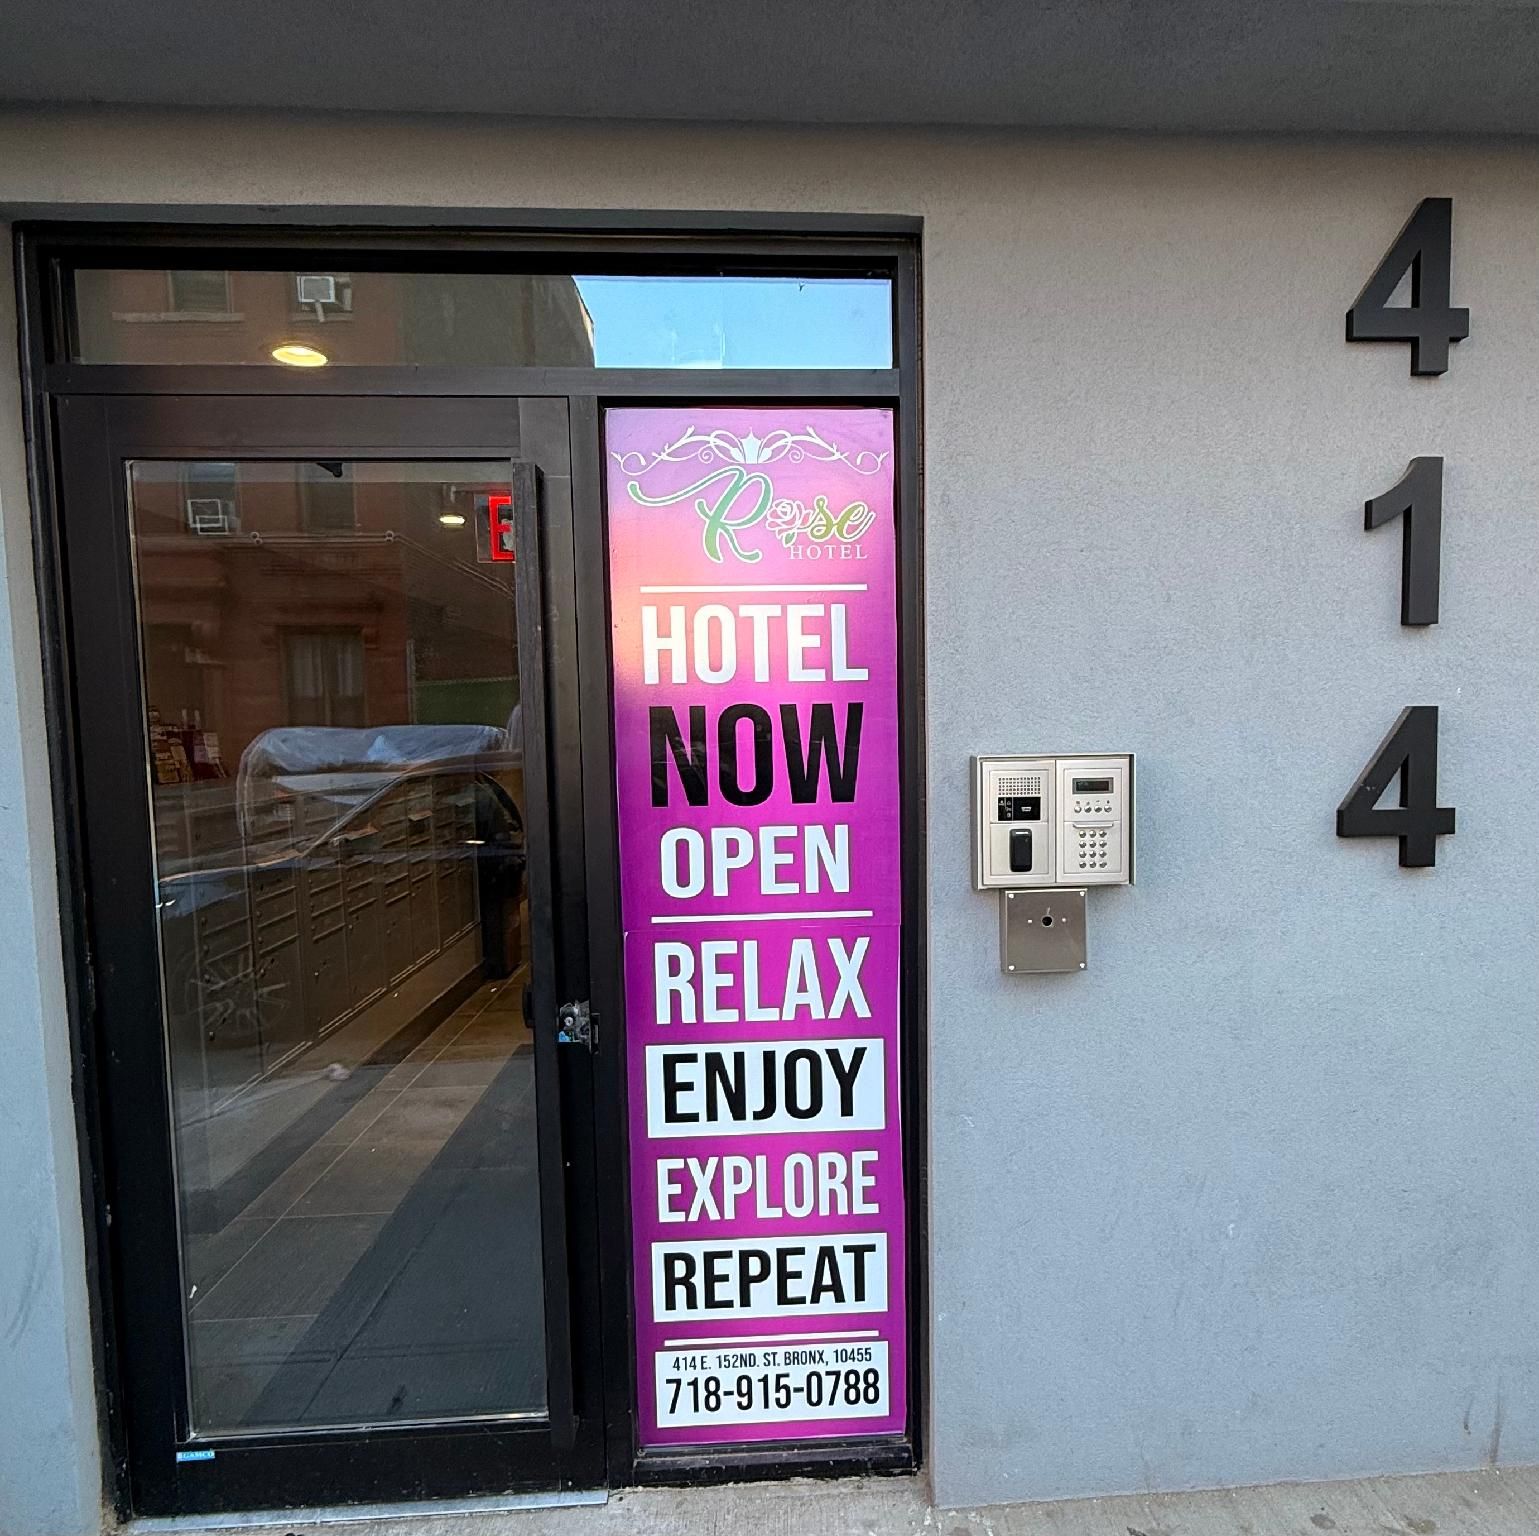 4
1
4
E
Rose
HOTEL
HOTEL
NOW
OPEN
RELAX
ENJOY
EXPLORE
REPEAT
414 E. 152ND. ST. BRONX, 10455
718-915-0788
GAMCO